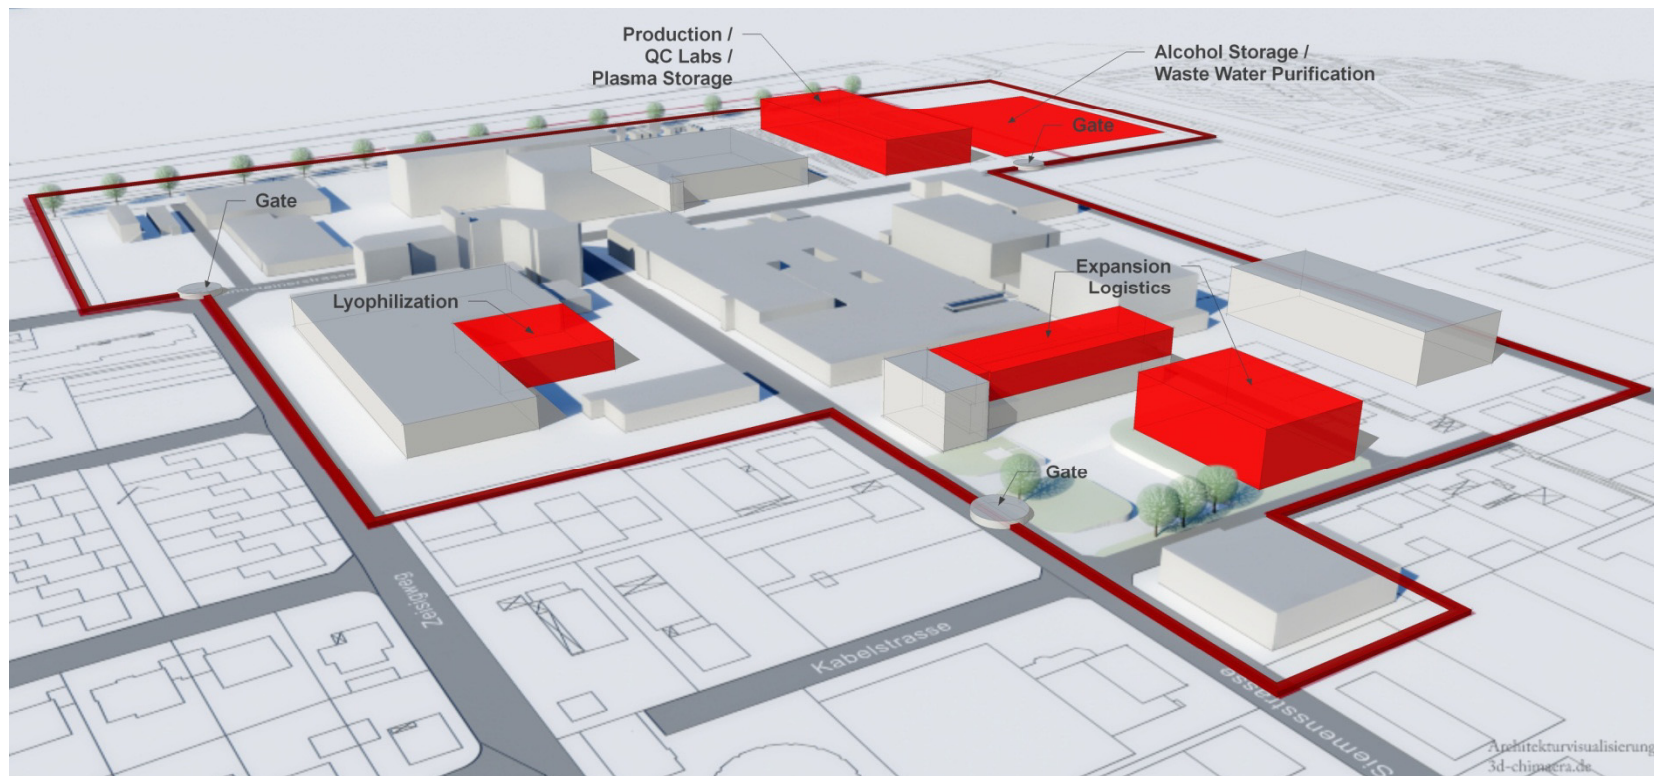 Production /
QC Labs /
Plasma Storage
Alcohol Storage /
Waste Water Purification
Gate
Gate
Expansion
Logistics
Lyophilization
Gate
Zeisigweg
Kabelstrasse
Siemensstrasse
Architekturvisualisierung
3d-chimaera.de